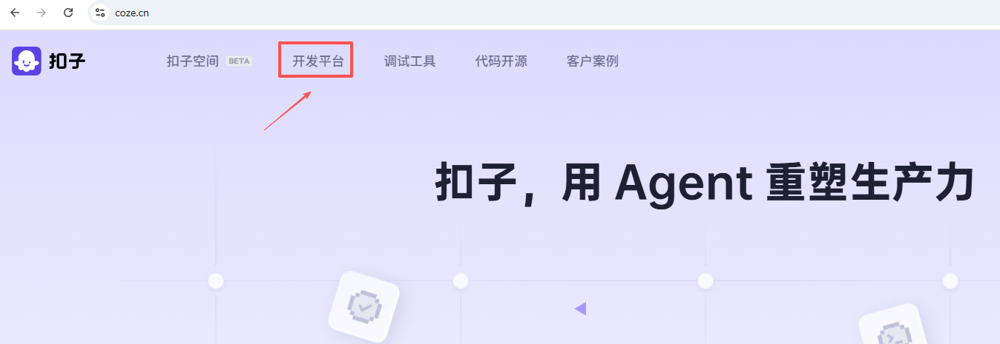 coze.cn
扣子 扣子空间 BETA 开发平台 调试工具 代码开源 客户案例
扣子，用 Agent 重塑生产力